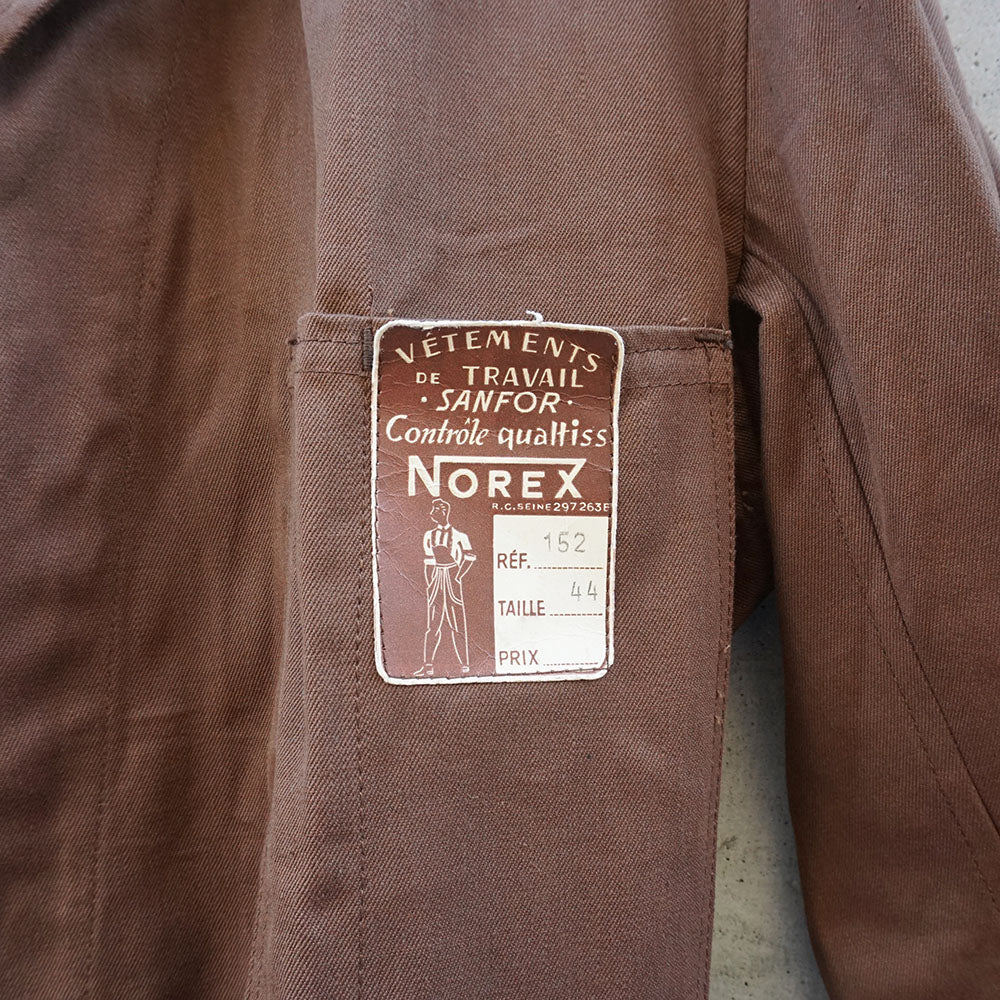 VÊTEMENTS
DE TRAVAIL
· SANFOR ·
Contrôle qualtiss
NOREX
R.C. SEINE 297 263 E
RÉF. 152
TAILLE 44
PRIX